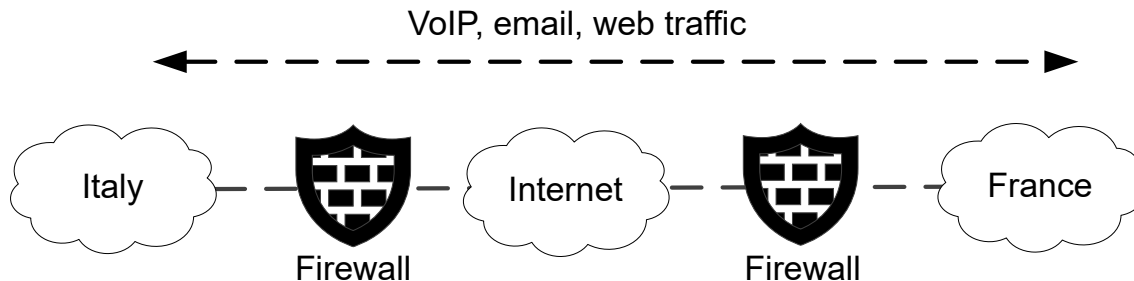 VoIP, email, web traffic
Italy
Internet
France
Firewall
Firewall